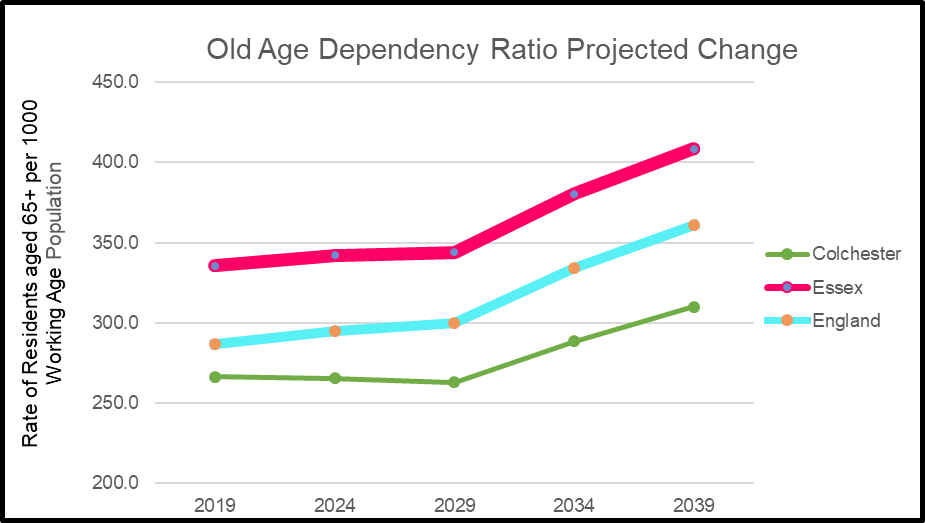 Old Age Dependency Ratio Projected Change
Rate of Residents aged 65+ per 1000
Working Age Population
450.0
400.0
350.0
300.0
250.0
200.0
2019 2024 2029 2034 2039
Colchester
Essex
England